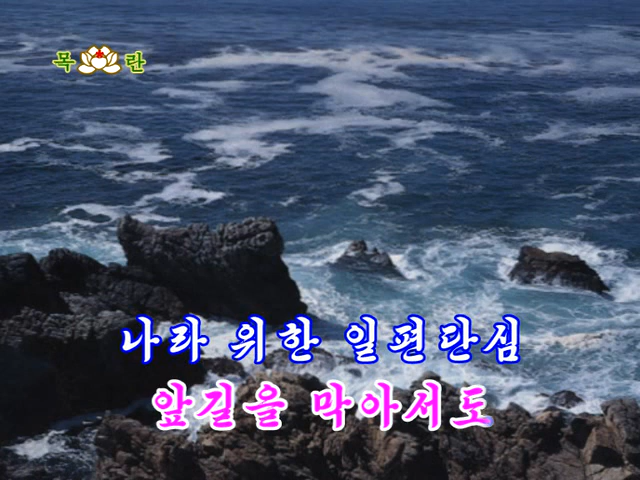 목란
나라 위한 일편단심
앞길을 막아서도